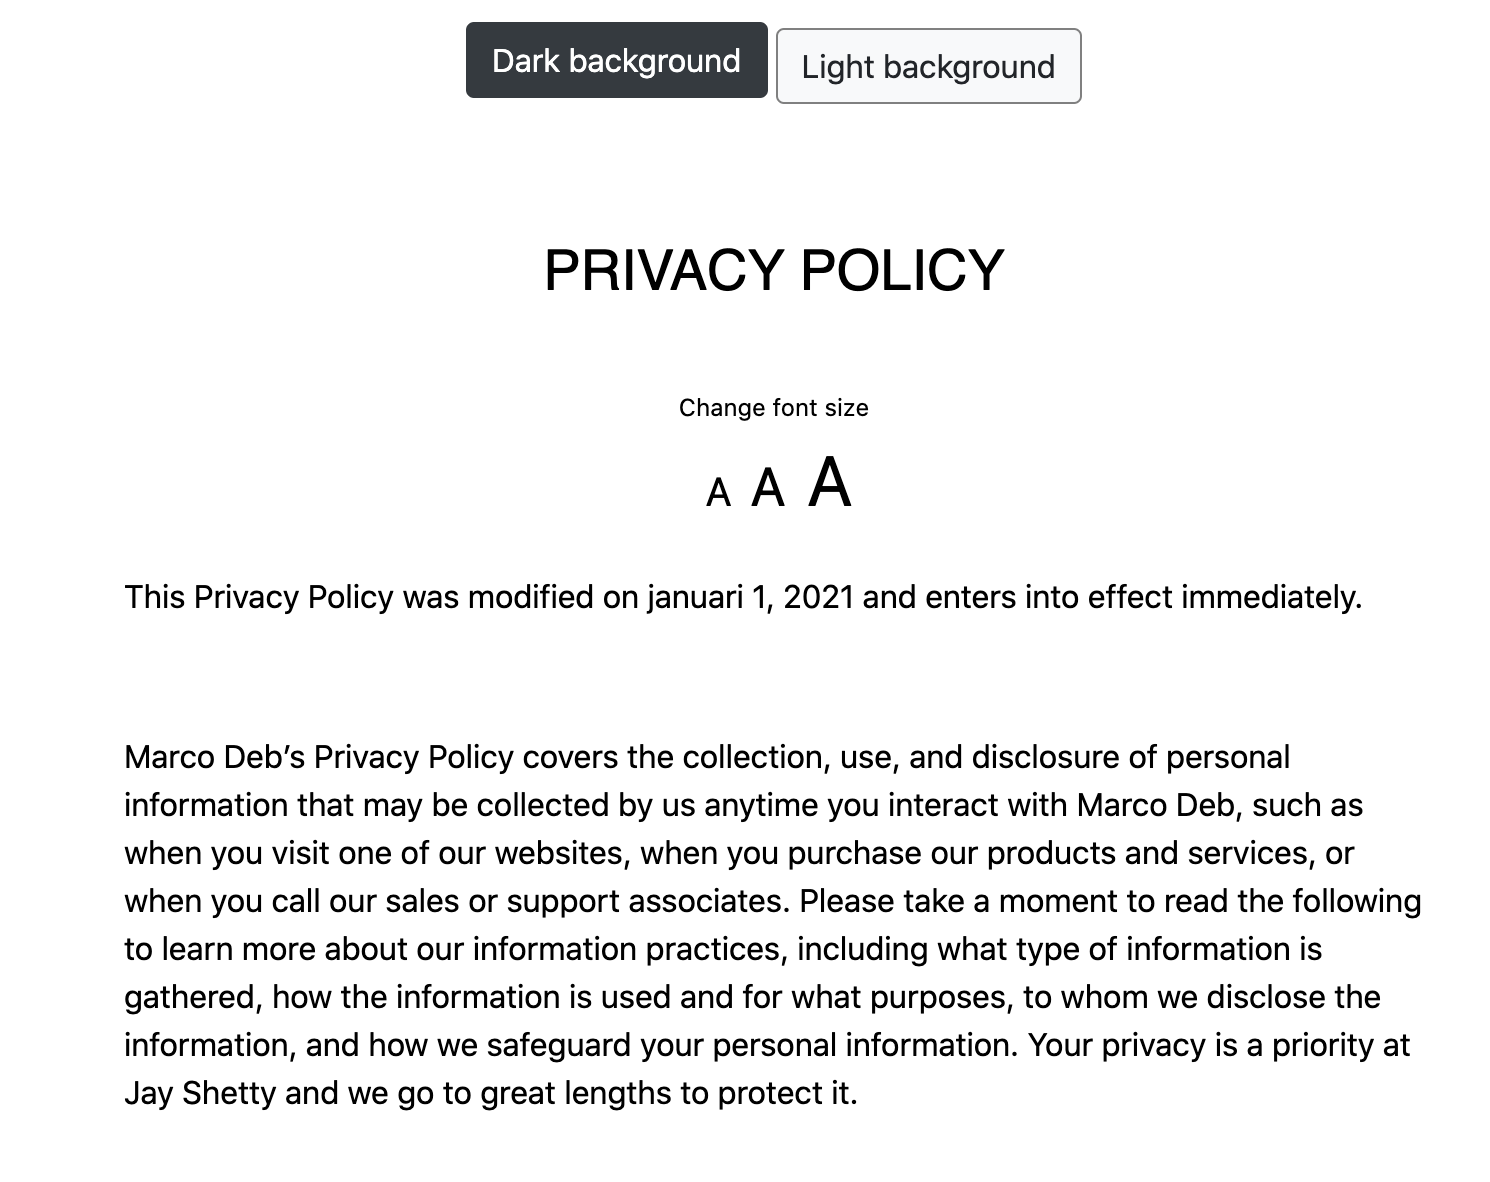 Dark background
Light background
PRIVACY POLICY
Change font size
A A A
This Privacy Policy was modified on januari 1, 2021 and enters into effect immediately.
Marco Deb’s Privacy Policy covers the collection, use, and disclosure of personal
information that may be collected by us anytime you interact with Marco Deb, such as
when you visit one of our websites, when you purchase our products and services, or
when you call our sales or support associates. Please take a moment to read the following
to learn more about our information practices, including what type of information is
gathered, how the information is used and for what purposes, to whom we disclose the
information, and how we safeguard your personal information. Your privacy is a priority at
Jay Shetty and we go to great lengths to protect it.